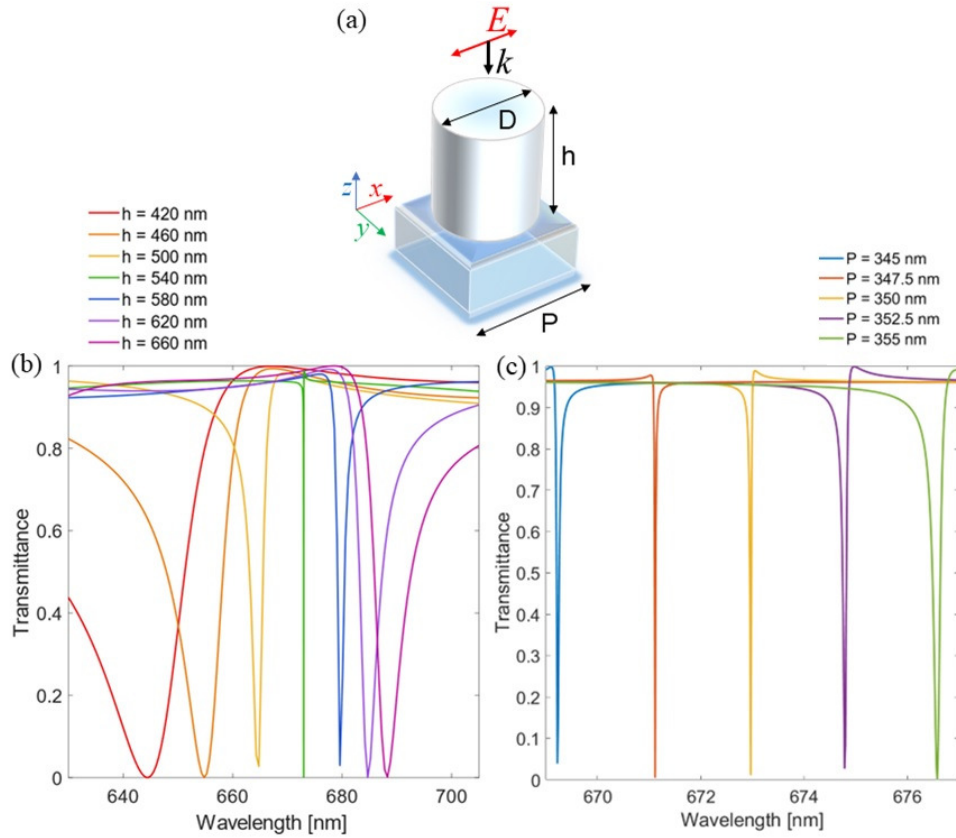 (a)
E
k
D
h
z
x
y
P
h = 420 nm
h = 460 nm
h = 500 nm
h = 540 nm
h = 580 nm
h = 620 nm
h = 660 nm
P = 345 nm
P = 347.5 nm
P = 350 nm
P = 352.5 nm
P = 355 nm
(b)
1
0.8
0.6
0.4
0.2
0
Transmittance
640
660
680
700
Wavelength [nm]
(c)
1
0.9
0.8
0.7
0.6
0.5
0.4
0.3
0.2
0.1
0
Transmittance
670
672
674
676
Wavelength [nm]